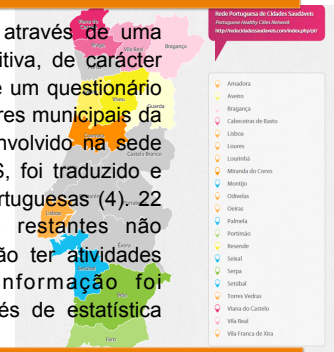 através de uma
itiva, de carácter
e um questionário
res municipais da
nvolvido na sede
S, foi traduzido e
rtuguesas (4). 22
restantes não
ão ter atividades
informação foi
és de estatística
Viana do Castelo
Vila Real
Bragança
Viseu
Guarda
Castelo Branco
Lisboa
Évora
Setúbal
Beja
Faro
Rede Portuguesa de Cidades Saudáveis
Portuguese Healthy Cities Network
http://redecidadessaudaveis.com/index.php/pt/
Amadora
Aveiro
Bragança
Cabeceiras de Basto
Lisboa
Loures
Lourinhã
Miranda do Corvo
Montijo
Odivelas
Oeiras
Palmela
Portimão
Resende
Seixal
Serpa
Setúbal
Torres Vedras
Viana do Castelo
Vila Real
Vila Franca de Xira